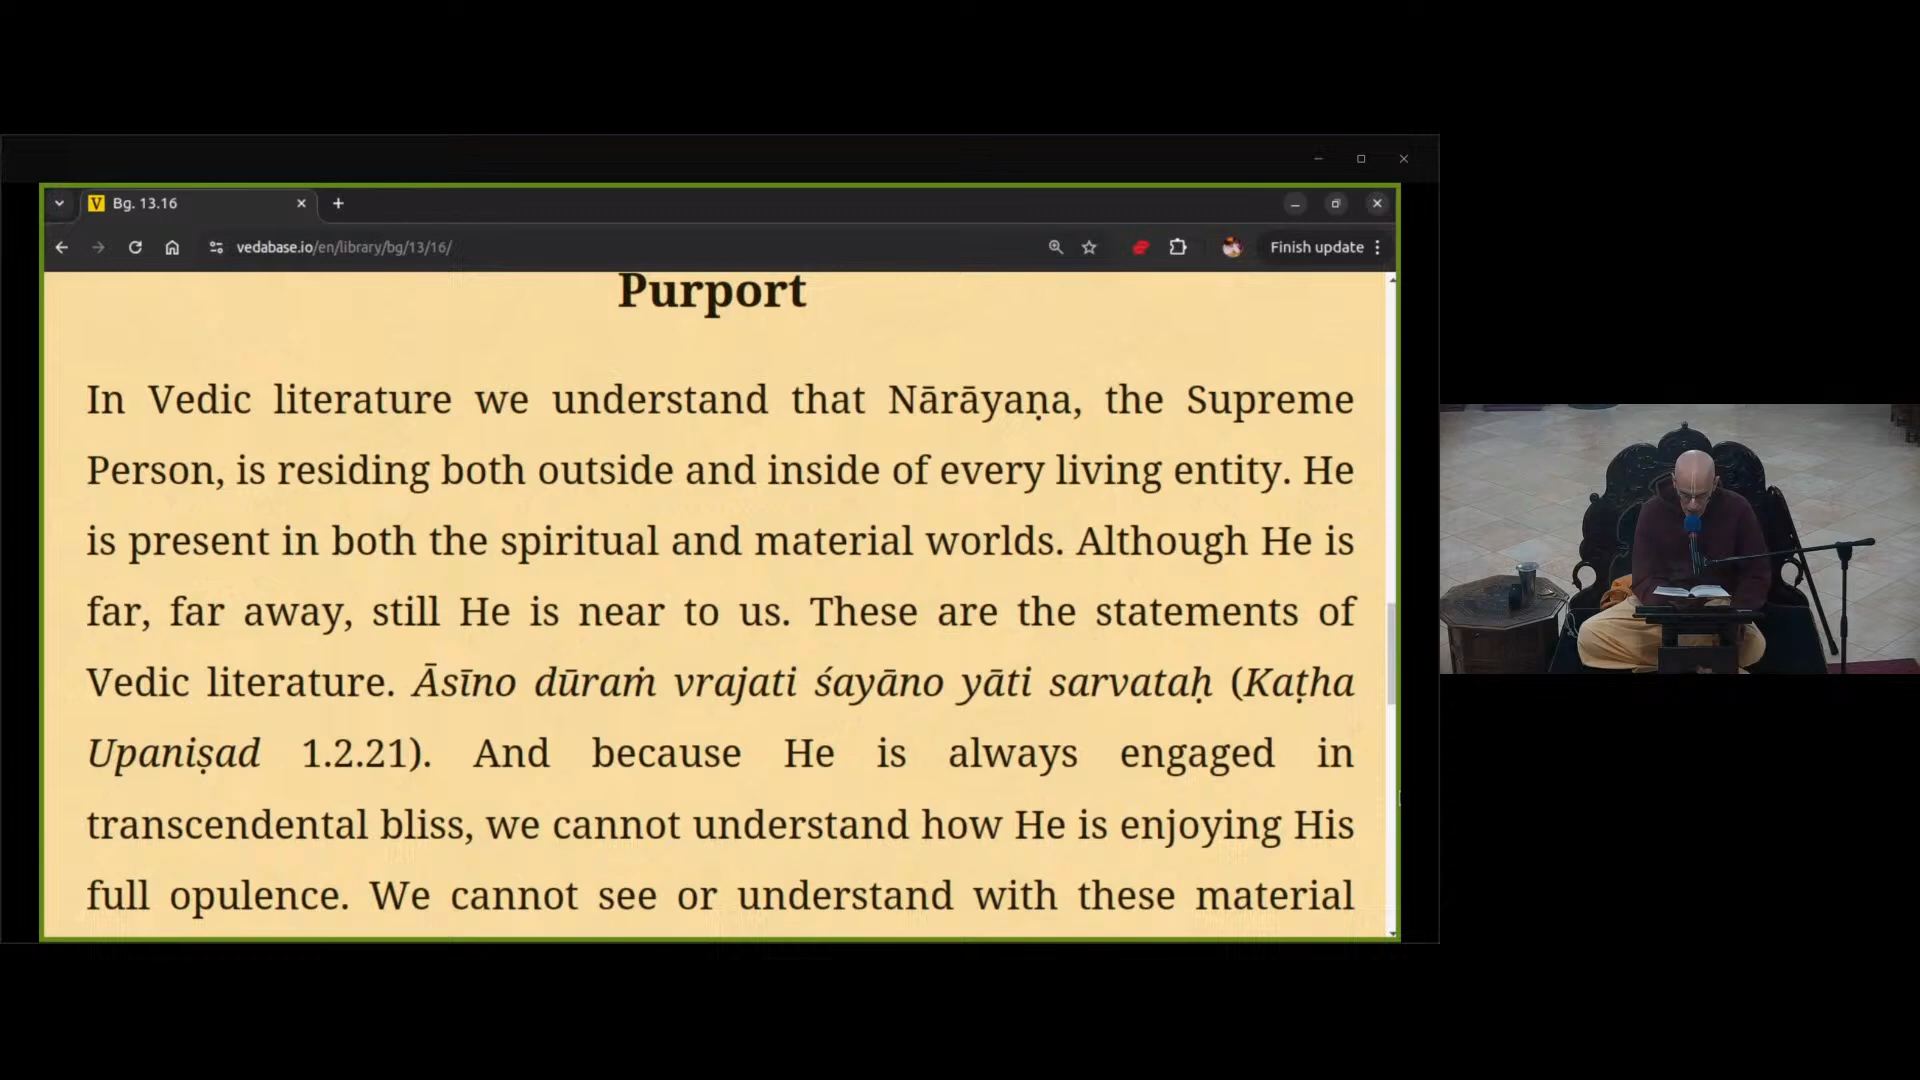 Bg. 13.16
vedabase.io/en/library/bg/13/16/
Finish update
Purport
In Vedic literature we understand that Nārāyaṇa, the Supreme
Person, is residing both outside and inside of every living entity. He
is present in both the spiritual and material worlds. Although He is
far, far away, still He is near to us. These are the statements of
Vedic literature. Āsīno dūraṁ vrajati śayāno yāti sarvataḥ (Kaṭha
Upaniṣad 1.2.21). And because He is always engaged in
transcendental bliss, we cannot understand how He is enjoying His
full opulence. We cannot see or understand with these material